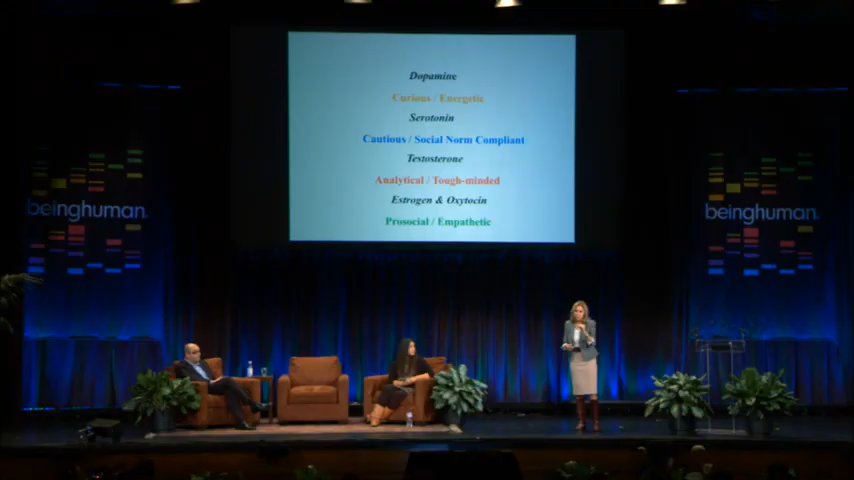 Dopamine
Curious / Energetic
Serotonin
Cautious / Social Norm Compliant
Testosterone
Analytical / Tough-minded
Estrogen & Oxytocin
Prosocial / Empathetic
beinghuman.
beinghuman.